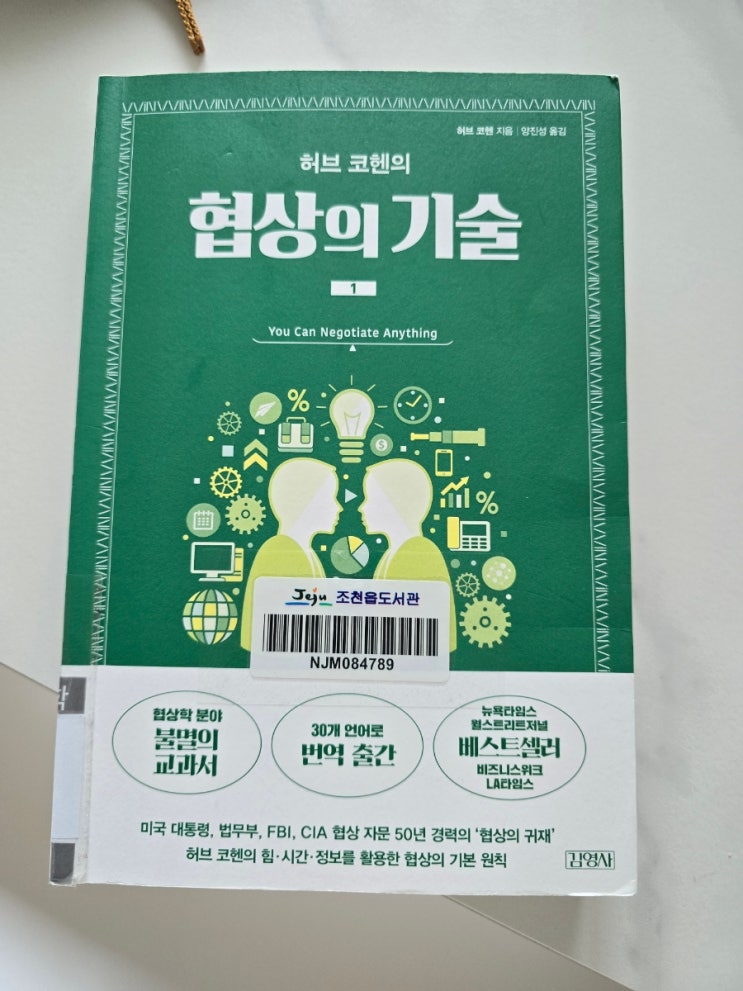 허브 코헨 지음 | 양진성 옮김
허브 코헨의
협상의 기술
1
You Can Negotiate Anything
%
$
%
Jeju 조천읍도서관
NJM084789
학
협상학 분야
불멸의
교과서
30개 언어로
번역 출간
뉴욕타임스
월스트리트저널
베스트셀러
비즈니스위크
LA타임스
미국 대통령, 법무부, FBI, CIA 협상 자문 50년 경력의 '협상의 귀재'
허브 코헨의 힘·시간·정보를 활용한 협상의 기본 원칙
김영사